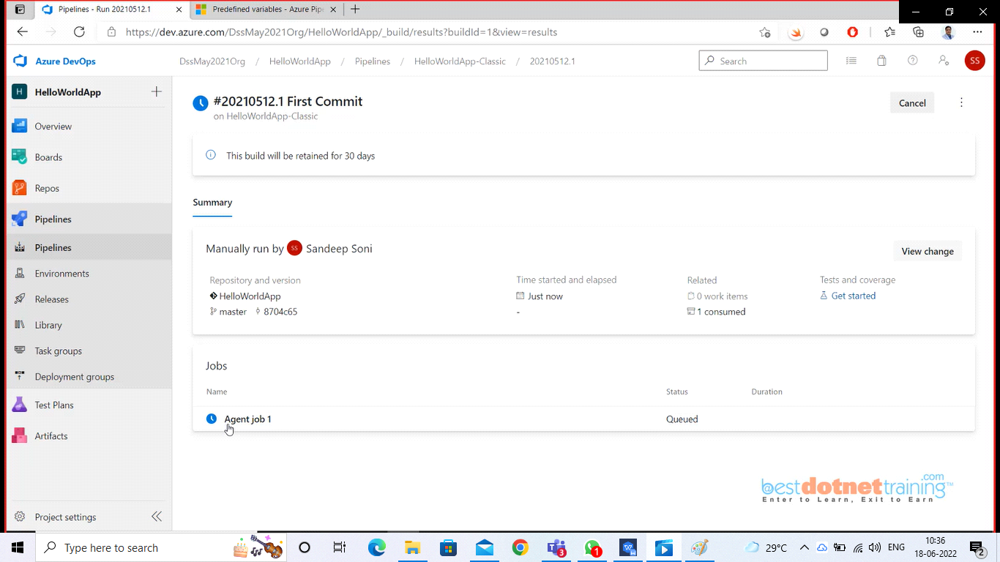 Pipelines - Run 20210512.1
Predefined variables - Azure Pip
https://dev.azure.com/DssMay2021Org/HelloWorldApp/_build/results?buildId=1&view=results
Azure DevOps
DssMay2021Org / HelloWorldApp / Pipelines / HelloWorldApp-Classic / 20210512.1
Search
SS
H HelloWorldApp
Overview
Boards
Repos
Pipelines
Pipelines
Environments
Releases
Library
Task groups
Deployment groups
Test Plans
Artifacts
Project settings
#20210512.1 First Commit
on HelloWorldApp-Classic
Cancel
This build will be retained for 30 days
Summary
Manually run by SS Sandeep Soni
View change
Repository and version
HelloWorldApp
master 8704c65
Time started and elapsed
Just now
-
Related
0 work items
1 consumed
Tests and coverage
Get started
Jobs
Name Status Duration
Agent job 1 Queued
@bestdotnettraining.com™
Enter to Learn, Exit to Earn
Type here to search
3
1
W
29°C
ENG
10:36
18-06-2022
2